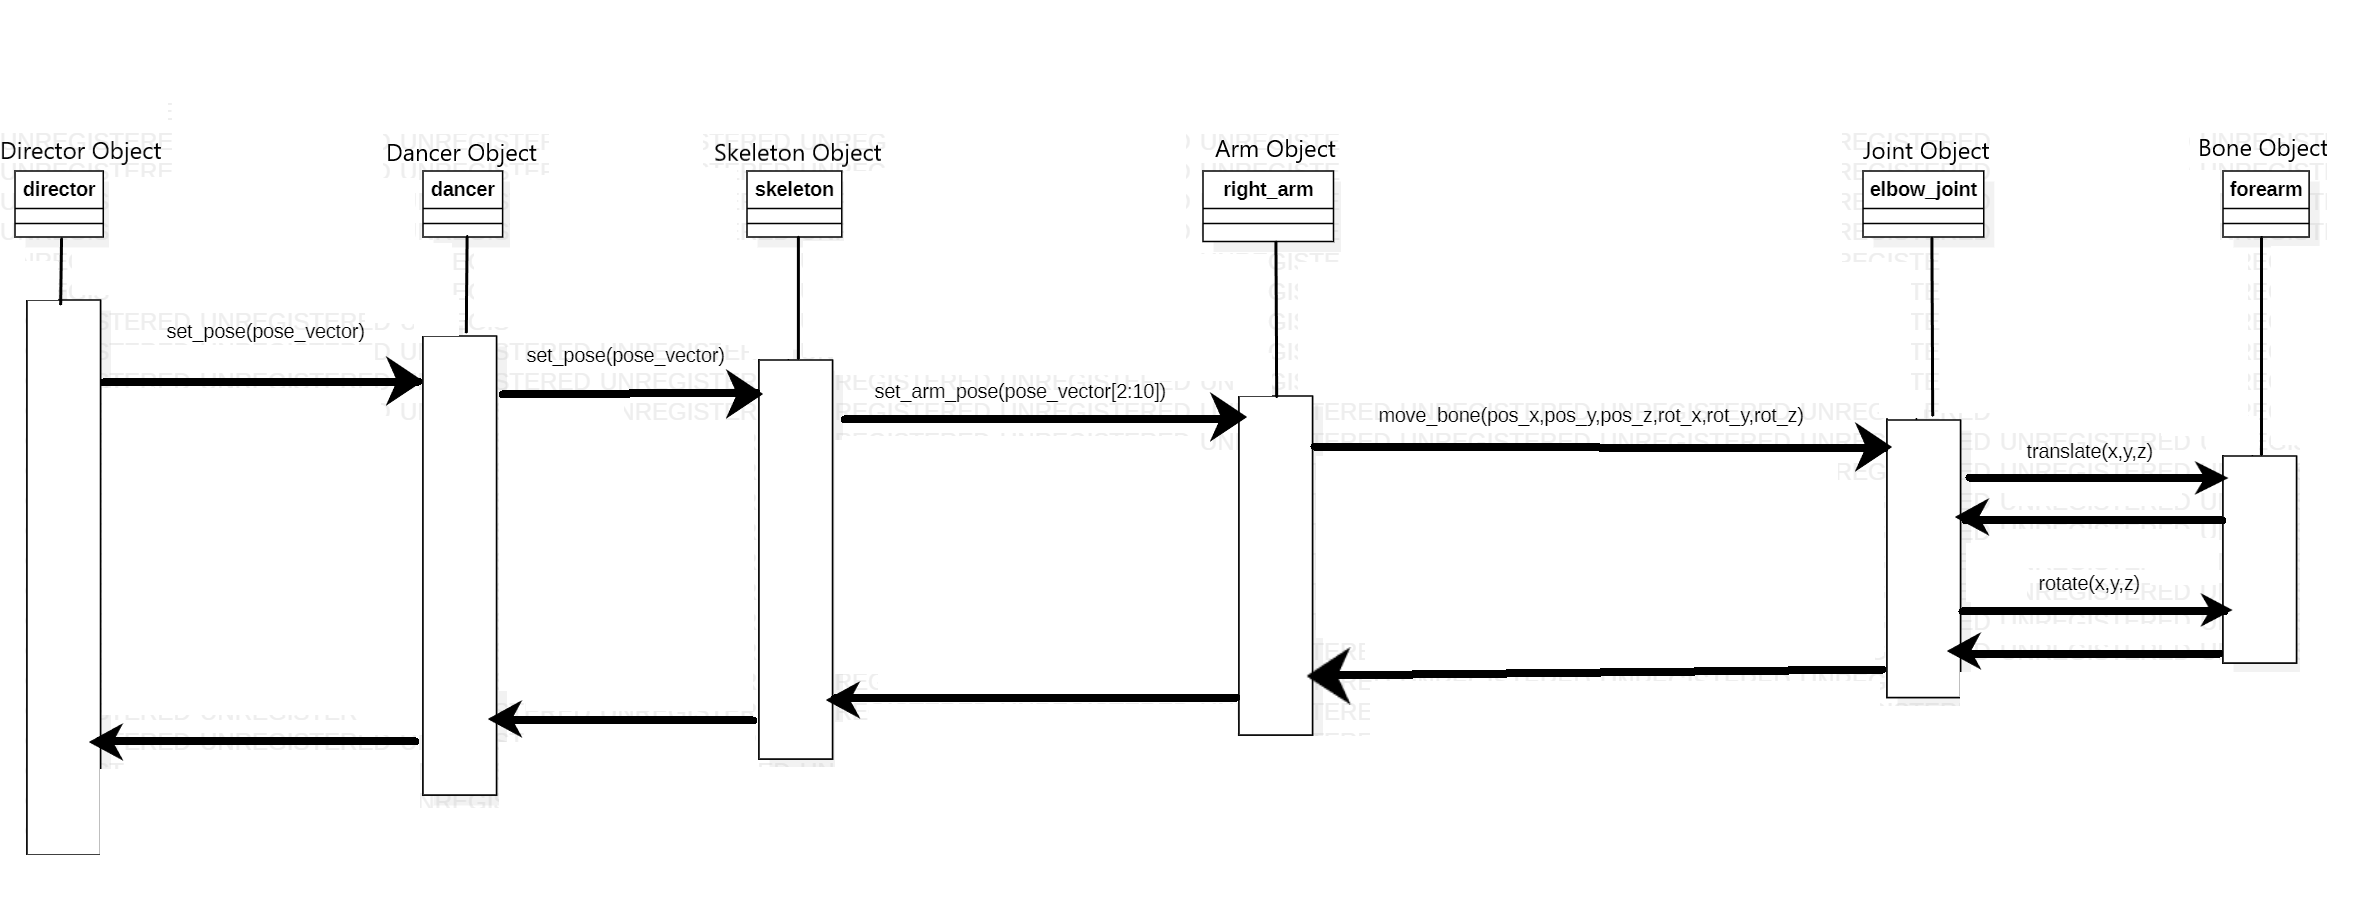 Director Object
Dancer Object
Skeleton Object
Arm Object
Joint Object
Bone Object
director
dancer
skeleton
right_arm
elbow_joint
forearm
set_pose(pose_vector)
set_pose(pose_vector)
set_arm_pose(pose_vector[2:10])
move_bone(pos_x,pos_y,pos_z,rot_x,rot_y,rot_z)
translate(x,y,z)
rotate(x,y,z)